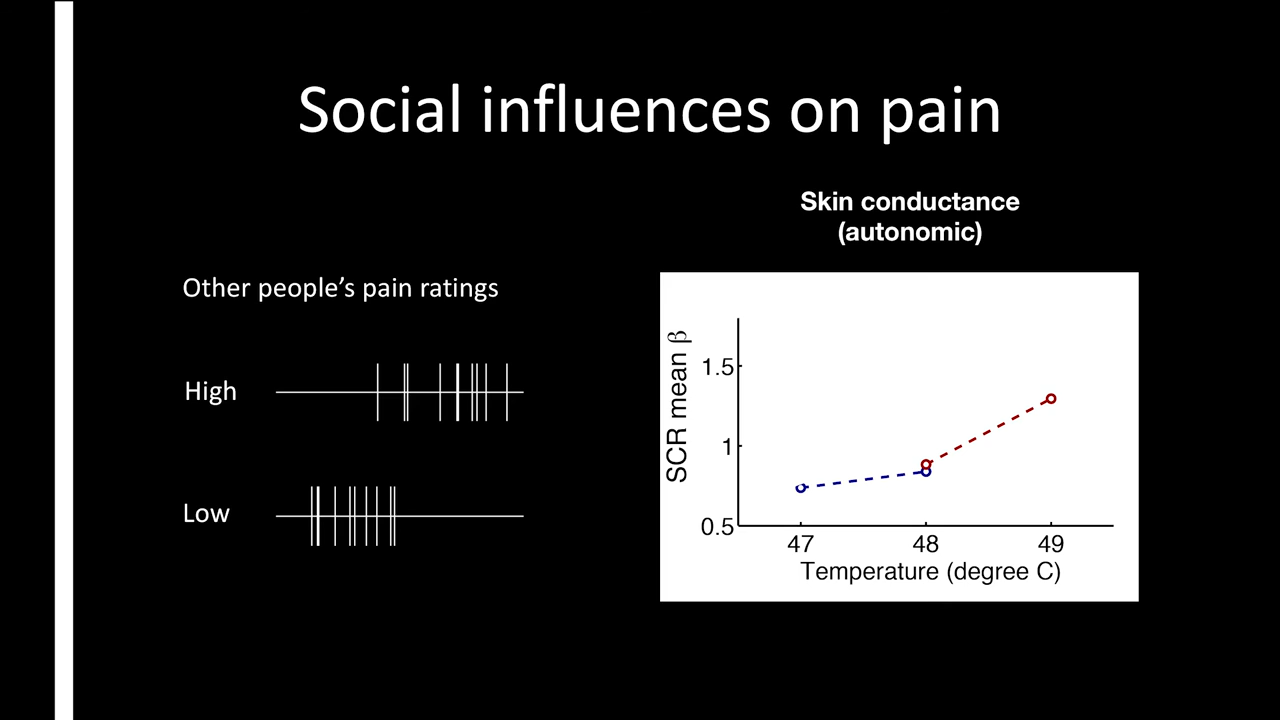 Social influences on pain
Skin conductance
(autonomic)
Other people’s pain ratings
High
Low
SCR mean β
1.5
1
0.5
47 48 49
Temperature (degree C)